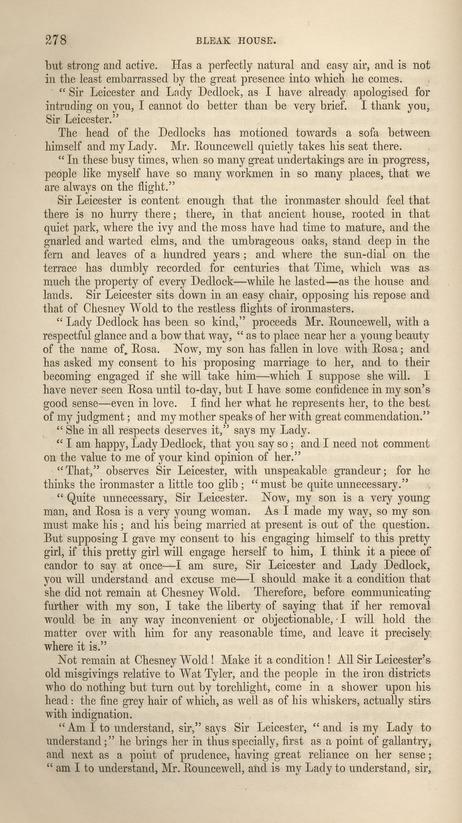 278 BLEAK HOUSE.
but strong and active. Has a perfectly natural and easy air, and is not
in the least embarrassed by the great presence into which he comes.
“ Sir Leicester and Lady Dedlock, as I have already apologised for
intruding on you, I cannot do better than be very brief. I thank you,
Sir Leicester.”
The head of the Dedlocks has motioned towards a sofa between
himself and my Lady. Mr. Rouncewell quietly takes his seat there.
“ In these busy times, when so many great undertakings are in progress,
people like myself have so many workmen in so many places, that we
are always on the flight.”
Sir Leicester is content enough that the ironmaster should feel that
there is no hurry there ; there, in that ancient house, rooted in that
quiet park, where the ivy and the moss have had time to mature, and the
gnarled and warted elms, and the umbrageous oaks, stand deep in the
fern and leaves of a hundred years ; and where the sun-dial on the
terrace has dumbly recorded for centuries that Time, which was as
much the property of every Dedlock—while he lasted—as the house and
lands. Sir Leicester sits down in an easy chair, opposing his repose and
that of Chesney Wold to the restless flights of ironmasters.
“ Lady Dedlock has been so kind,” proceeds Mr. Rouncewell, with a
respectful glance and a bow that way, “ as to place near her a young beauty
of the name of Rosa. Now, my son has fallen in love with Rosa ; and
has asked my consent to his proposing marriage to her, and to their
becoming engaged if she will take him—which I suppose she will. I
have never seen Rosa until to-day, but I have some confidence in my son’s
good sense—even in love. I find her what he represents her, to the best
of my judgment ; and my mother speaks of her with great commendation.”
“ She in all respects deserves it,” says my Lady.
“ I am happy, Lady Dedlock, that you say so ; and I need not comment
on the value to me of your kind opinion of her.”
“ That,” observes Sir Leicester, with unspeakable grandeur ; for he
thinks the ironmaster a little too glib ; “ must be quite unnecessary.”
“ Quite unnecessary, Sir Leicester. Now, my son is a very young
man, and Rosa is a very young woman. As I made my way, so my son
must make his ; and his being married at present is out of the question.
But supposing I gave my consent to his engaging himself to this pretty
girl, if this pretty girl will engage herself to him, I think it a piece of
candor to say at once—I am sure, Sir Leicester and Lady Dedlock,
you will understand and excuse me—I should make it a condition that
she did not remain at Chesney Wold. Therefore, before communicating
further with my son, I take the liberty of saying that if her removal
would be in any way inconvenient or objectionable, I will hold the
matter over with him for any reasonable time, and leave it precisely
where it is.”
Not remain at Chesney Wold ! Make it a condition ! All Sir Leicester’s
old misgivings relative to Wat Tyler, and the people in the iron districts
who do nothing but turn out by torchlight, come in a shower upon his
head : the fine grey hair of which, as well as of his whiskers, actually stirs
with indignation.
“ Am I to understand, sir,” says Sir Leicester, “ and is my Lady to
understand ;” he brings her in thus specially, first as a point of gallantry,
and next as a point of prudence, having great reliance on her sense ;
“ am I to understand, Mr. Rouncewell, and is my Lady to understand, sir,